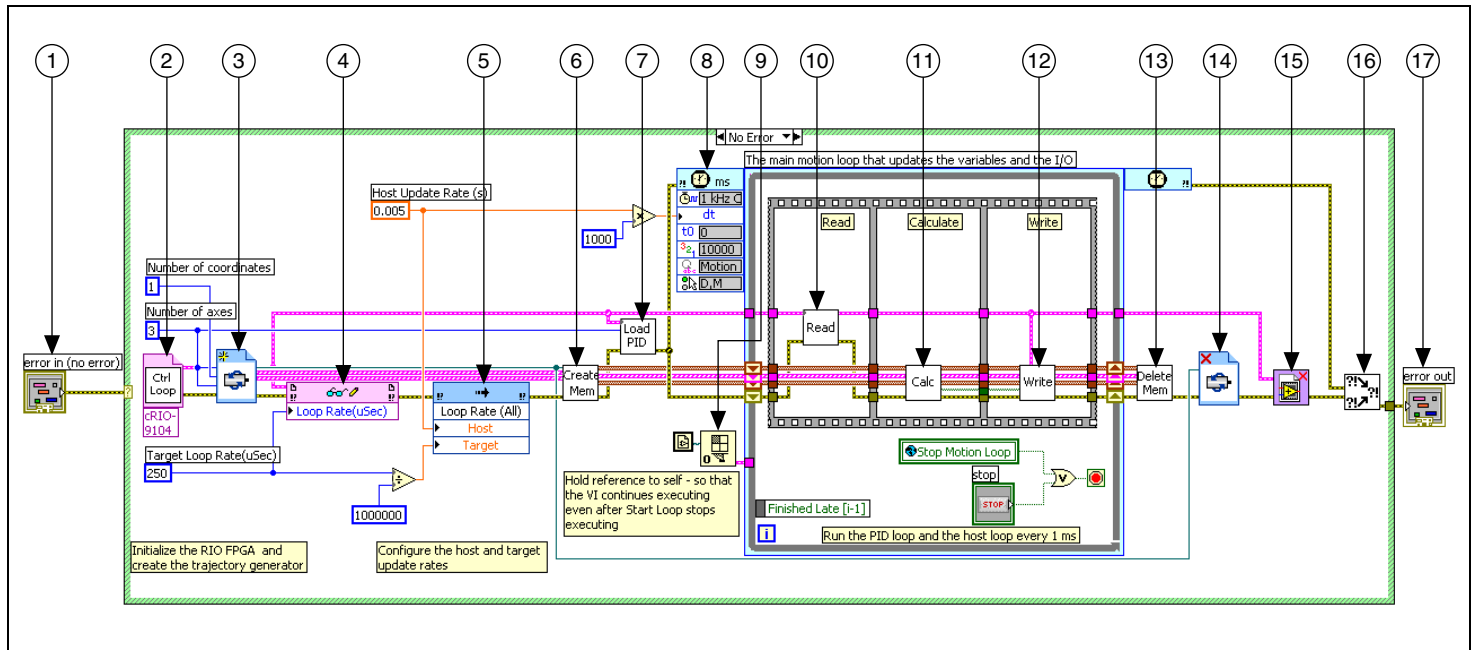 1 2 3 4 5 6 7 8 9 10 11 12 13 14 15 16 17
No Error
The main motion loop that updates the variables and the I/O
ms
Host Update Rate (s)
0.005
1 kHz C
dt
1000
t0 0
10000
Motion
D,M
Read
Calculate
Write
Number of coordinates
1
Number of axes
3
error in (no error)
Ctrl
Loop
cRIO-
9104
Loop Rate(uSec)
Loop Rate (All)
Host
Target
Create
Mem
Load
PID
Read
Calc
Write
Delete
Mem
error out
Target Loop Rate(uSec)
250
1000000
Hold reference to self - so that
the VI continues executing
even after Start Loop stops
executing
Stop Motion Loop
stop
STOP
Finished Late [i-1]
i
Run the PID loop and the host loop every 1 ms
Initialize the RIO FPGA and
create the trajectory generator
Configure the host and target
update rates